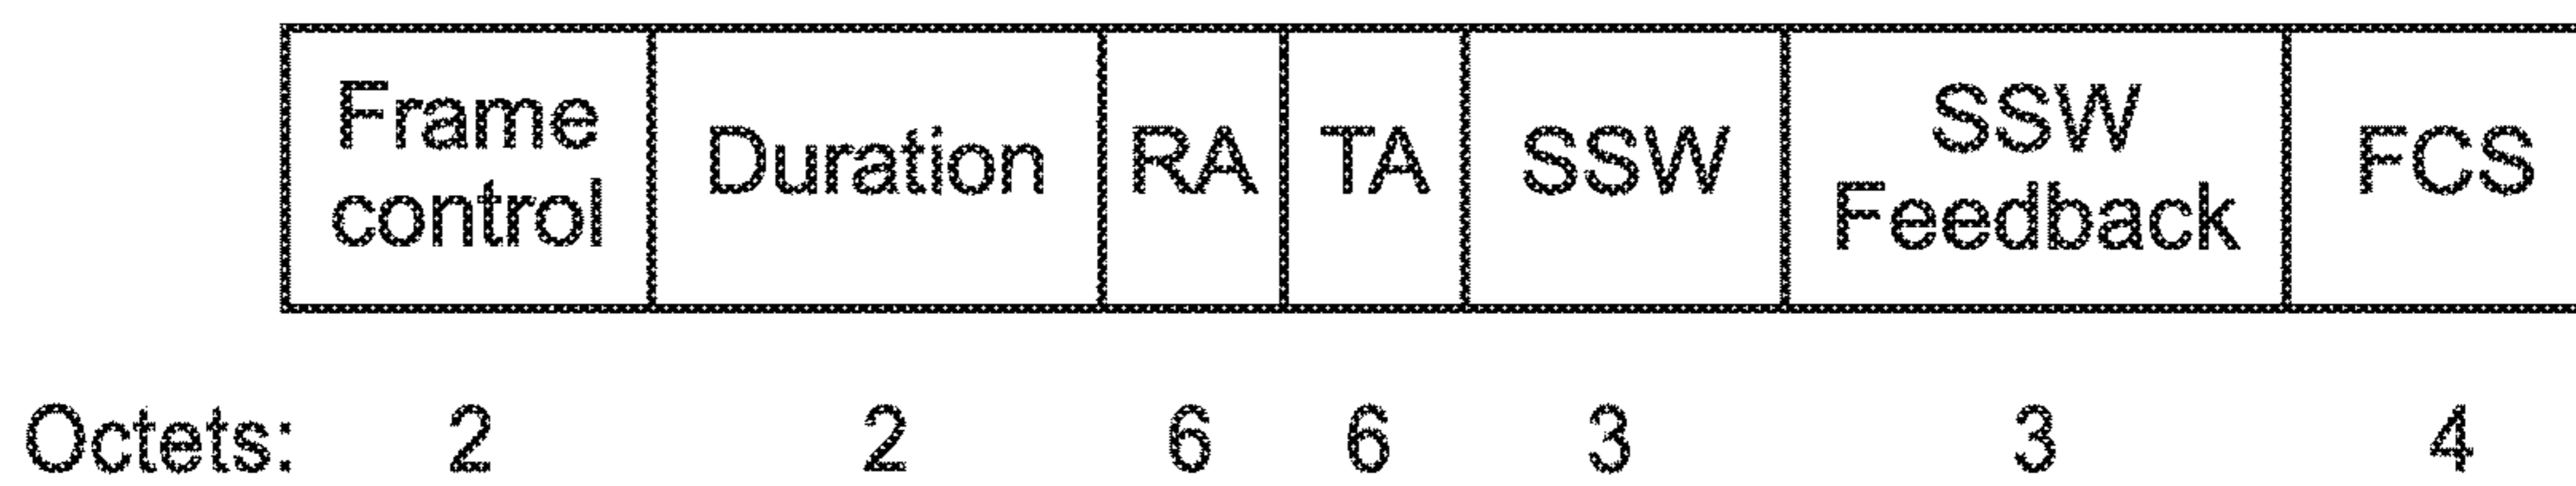 Frame control Duration RA TA SSW SSW Feedback FCS
Octets: 2 2 6 6 3 3 4